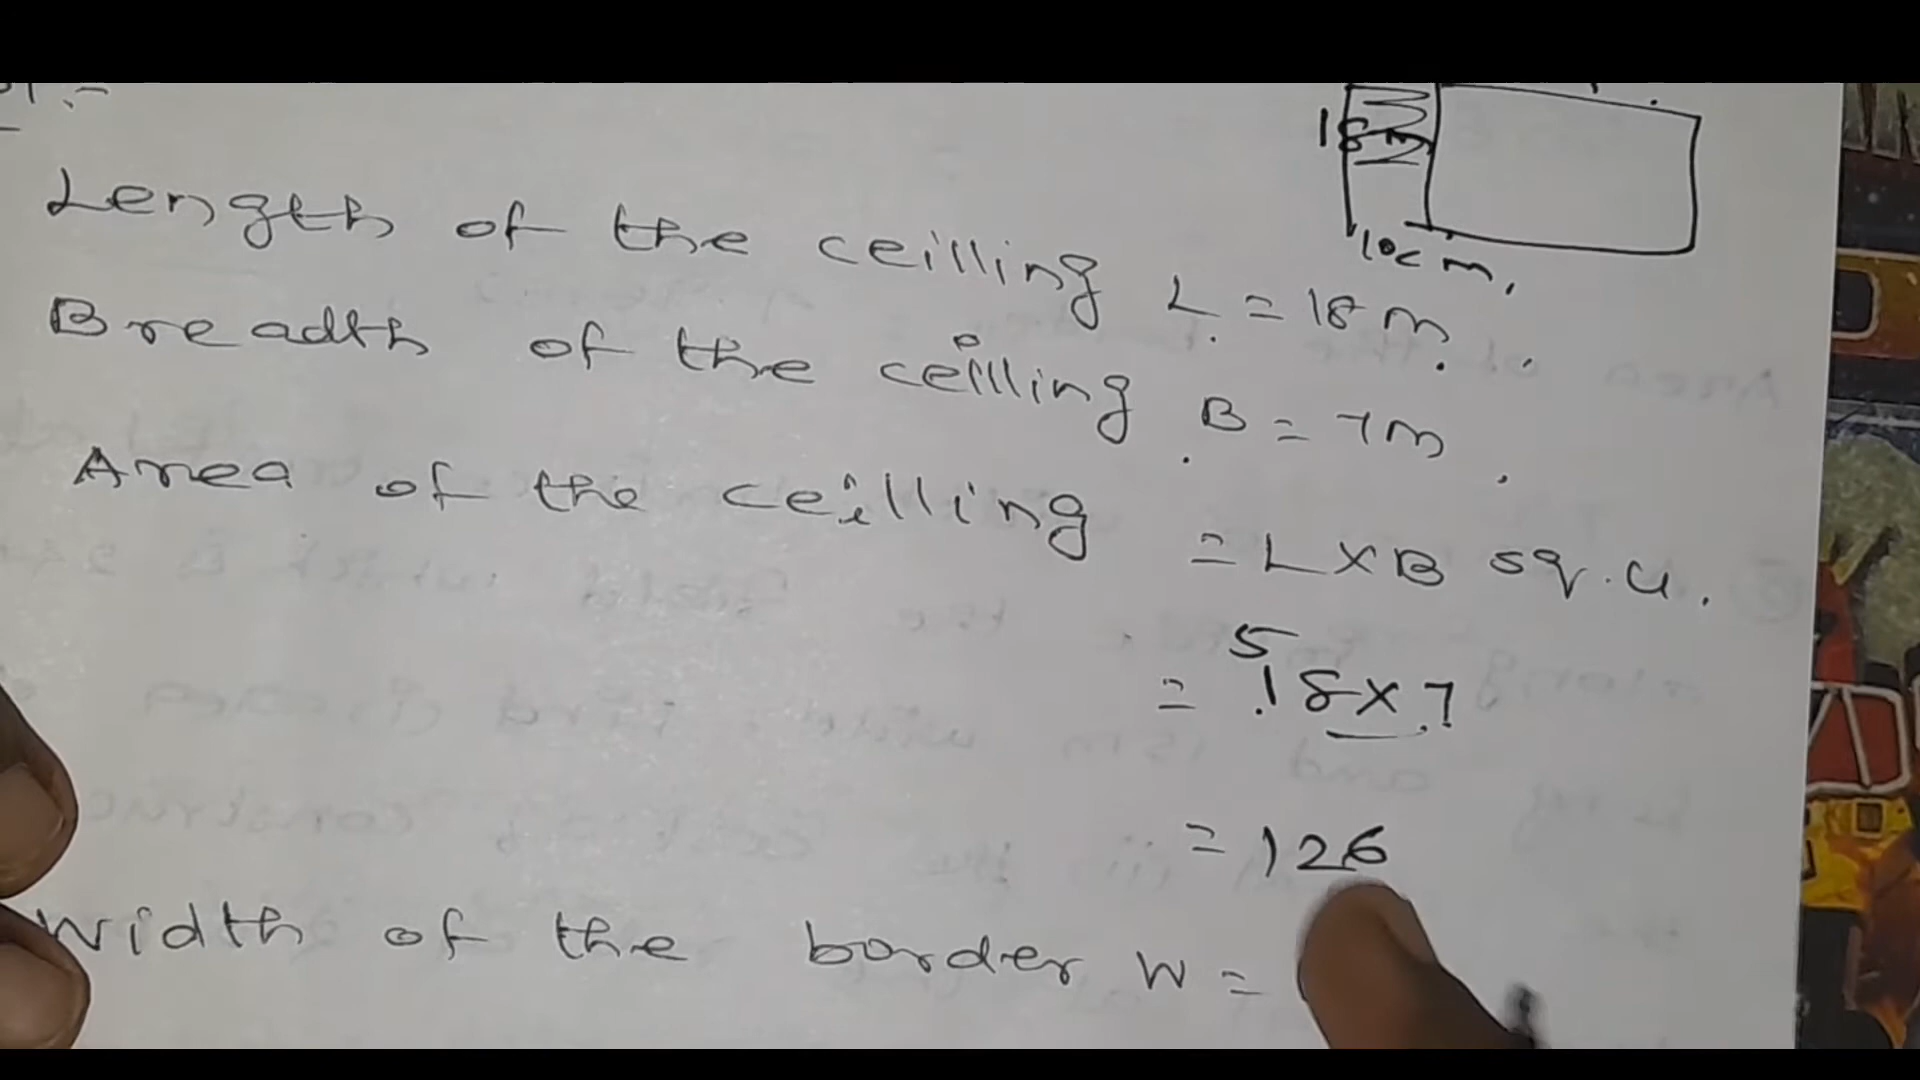 18m
10cm.
Length of the ceilling L = 18m.
Breadth of the ceilling B = 7m.
Area of the ceilling = L×B sq.u.
5
= 18×7
= 126
Width of the border W =